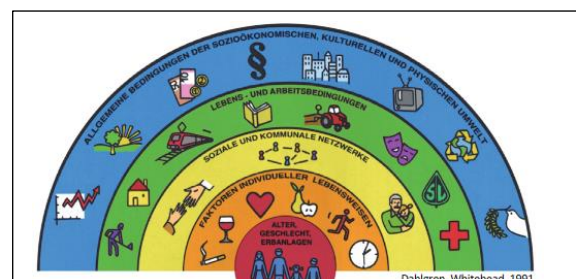 ALLGEMEINE BEDINGUNGEN DER SOZIOÖKONOMISCHEN, KULTURELLEN UND PHYSISCHEN UMWELT
§
LEBENS- UND ARBEITSBEDINGUNGEN
SOZIALE UND KOMMUNALE NETZWERKE
FAKTOREN INDIVIDUELLER LEBENSWEISEN
ALTER,
GESCHLECHT,
ERBANLAGEN
Dahlgren, Whitehead, 1991